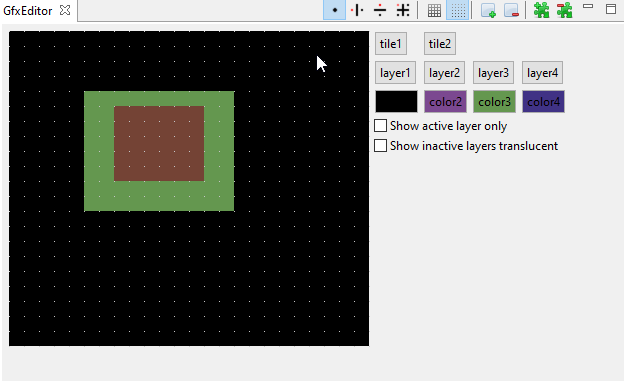 GfxEditor
tile1 tile2
layer1 layer2 layer3 layer4
color2 color3 color4
Show active layer only
Show inactive layers translucent